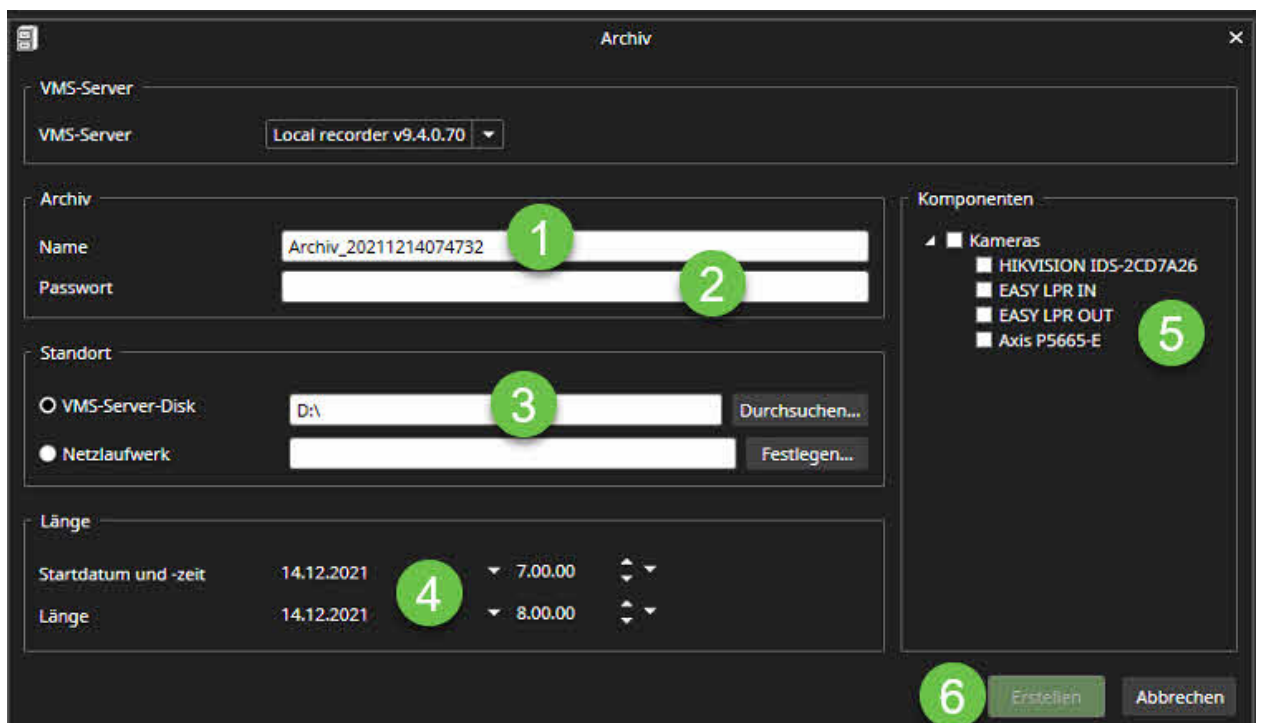 Archiv
VMS-Server
VMS-Server Local recorder v9.4.0.70
Archiv
Name Archiv_20211214074732 1
Passwort 2
Standort
VMS-Server-Disk D:\ 3 Durchsuchen...
Netzlaufwerk Festlegen...
Länge
Startdatum und -zeit 14.12.2021 7.00.00
4
Länge 14.12.2021 8.00.00
Komponenten
Kameras
HIKVISION IDS-2CD7A26
EASY LPR IN
EASY LPR OUT
Axis P5665-E
5
6 Erstellen Abbrechen